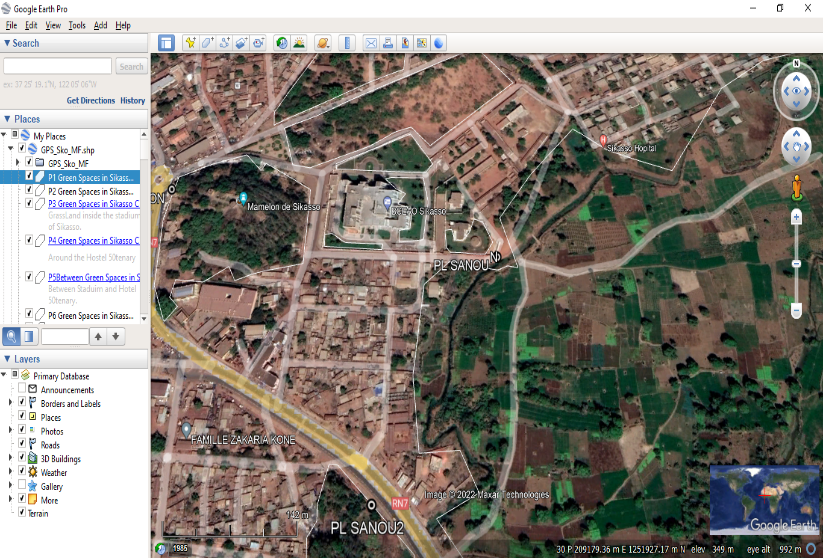 Google Earth Pro
File Edit View Tools Add Help
Search
Search
ex: 37 25' 19.1"N, 122 05' 06"W
Get Directions History
Places
My Places
GPS_Sko_MF.shp
GPS_Sko_MF
P1 Green Spaces in Sikass...
P2 Green Spaces in Sikass...
P3 Green Spaces in Sikasso C
GrassLand inside the stadium
of Sikasso.
P4 Green Spaces in Sikasso C
Around the Hostel 50tenary
P5Between Green Spaces in S
Between Staduim and Hotel
50tenary.
P6 Green Spaces in Sikass...
Layers
Primary Database
Announcements
Borders and Labels
Places
Photos
Roads
3D Buildings
Weather
Gallery
More
Terrain
N
Sikasso Hopital
ON
Mamelon de Sikasso
BCEAO Sikasso
PL SANOU
N
FAMILLE ZAKARIA KONE
RN7
Image © 2022 Maxar Technologies
PL SANOU2
Google Earth
1985
30 P 209179.36 m E 1251927.17 m N elev 349 m eye alt 992 m